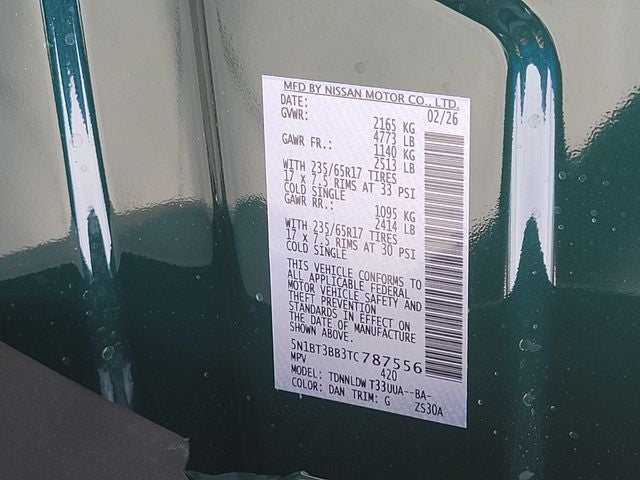 MFD BY NISSAN MOTOR CO., LTD.
DATE: 02/26
GVWR: 2165 KG
4773 LB
GAWR FR.: 1140 KG
2513 LB
WITH 235/65R17 TIRES
17 x 7.5 RIMS AT 33 PSI
COLD SINGLE
GAWR RR.: 1095 KG
2414 LB
WITH 235/65R17 TIRES
17 x 7.5 RIMS AT 30 PSI
COLD SINGLE
THIS VEHICLE CONFORMS TO
ALL APPLICABLE FEDERAL
MOTOR VEHICLE SAFETY AND
THEFT PREVENTION
STANDARDS IN EFFECT ON
THE DATE OF MANUFACTURE
SHOWN ABOVE.
5N1BT3BB3TC787556
MPV 420
MODEL: TDNNLDWT33UUA--BA-
COLOR: DAN TRIM: G ZS30A